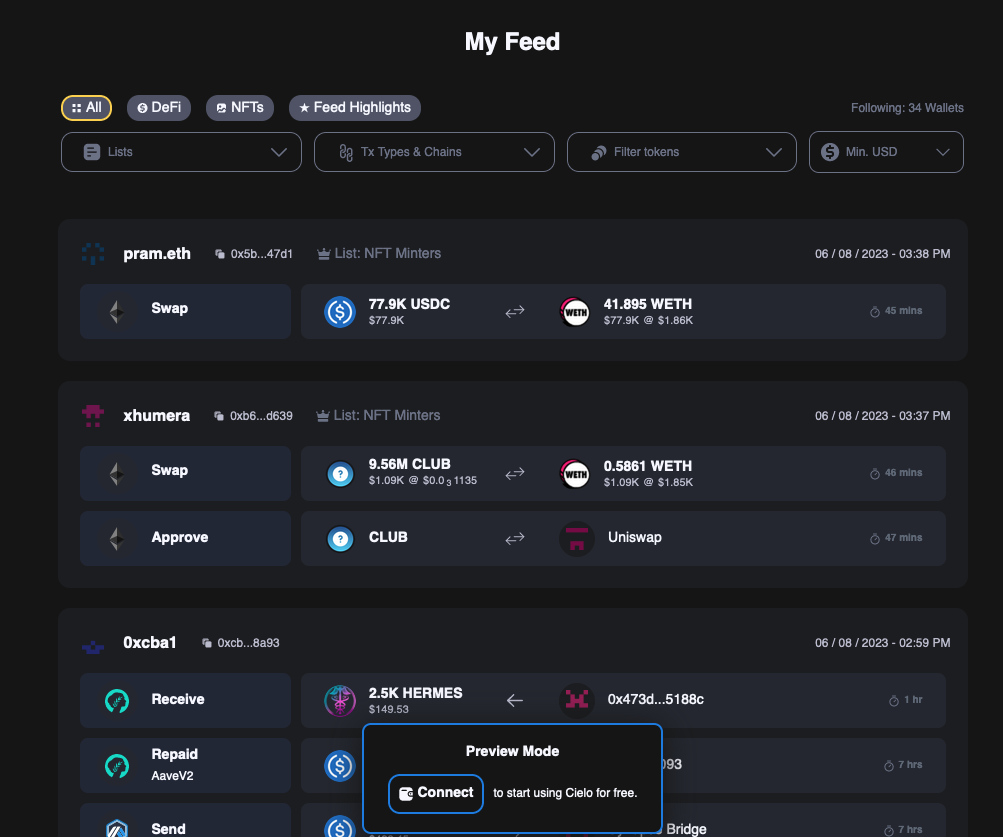 My Feed
All DeFi NFTs Feed Highlights Following: 34 Wallets
Lists Tx Types & Chains Filter tokens Min. USD
pram.eth 0x5b...47d1 List: NFT Minters 06 / 08 / 2023 - 03:38 PM
Swap 77.9K USDC 41.895 WETH 45 mins
$77.9K $77.9K @ $1.86K
WETH
xhumera 0xb6...d639 List: NFT Minters 06 / 08 / 2023 - 03:37 PM
Swap 9.56M CLUB 0.5861 WETH 46 mins
$1.09K @ $0.0₃1135 $1.09K @ $1.85K
WETH
Approve CLUB Uniswap 47 mins
0xcba1 0xcb...8a93 06 / 08 / 2023 - 02:59 PM
Receive 2.5K HERMES 0x473d...5188c 1 hr
$149.53
Repaid 093 7 hrs
AaveV2
Preview Mode
Connect to start using Cielo for free.
Send Bridge 7 hrs